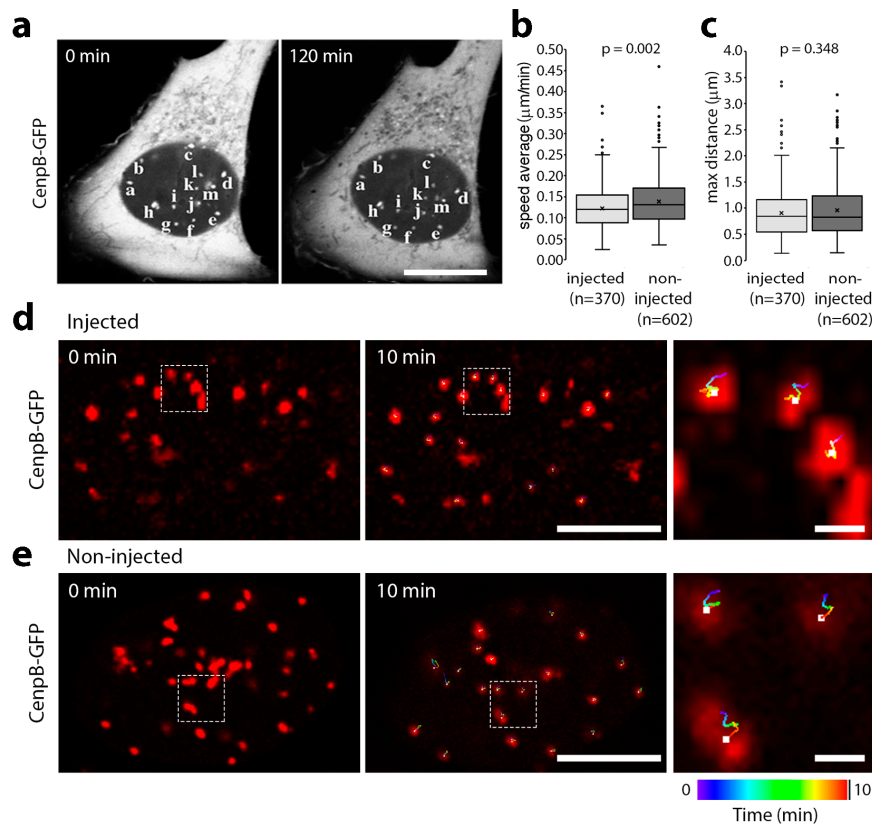 a
0 min
120 min
CenpB-GFP
a
b
c
d
e
f
g
h
i
j
k
l
m
a
b
c
d
e
f
g
h
i
j
k
l
m
b
p = 0.002
speed average (μm/min)
0.50
0.45
0.40
0.35
0.30
0.25
0.20
0.15
0.10
0.05
0.00
injected
(n=370)
non-
injected
(n=602)
c
p = 0.348
max distance (μm)
4.0
3.5
3.0
2.5
2.0
1.5
1.0
0.5
0.0
injected
(n=370)
non-
injected
(n=602)
d
Injected
CenpB-GFP
0 min
10 min
e
Non-injected
CenpB-GFP
0 min
10 min
0
10
Time (min)